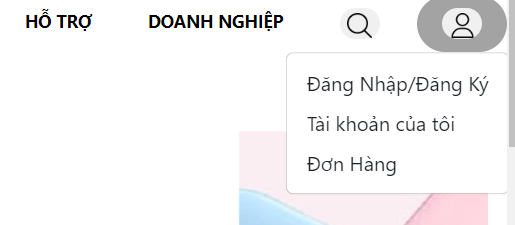 HỖ TRỢ DOANH NGHIỆP
Đăng Nhập/Đăng Ký
Tài khoản của tôi
Đơn Hàng